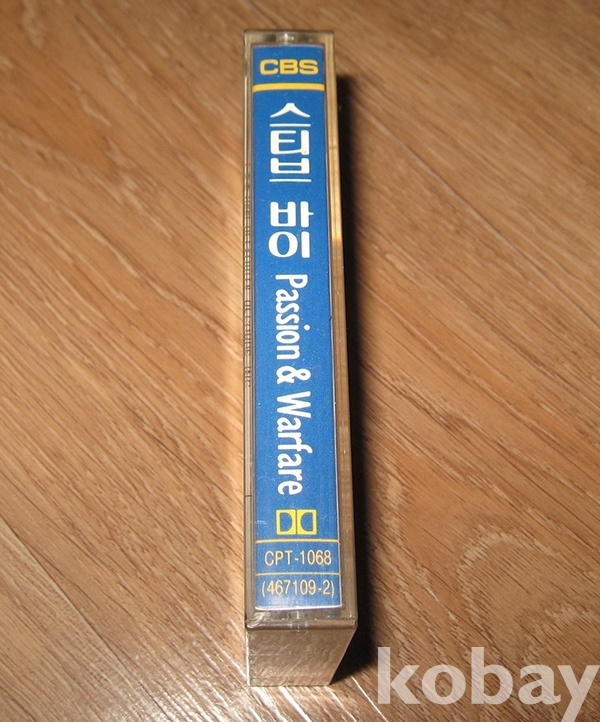 CBS
스티브 바이 Passion & Warfare
CPT-1068
(467109-2)
kobay